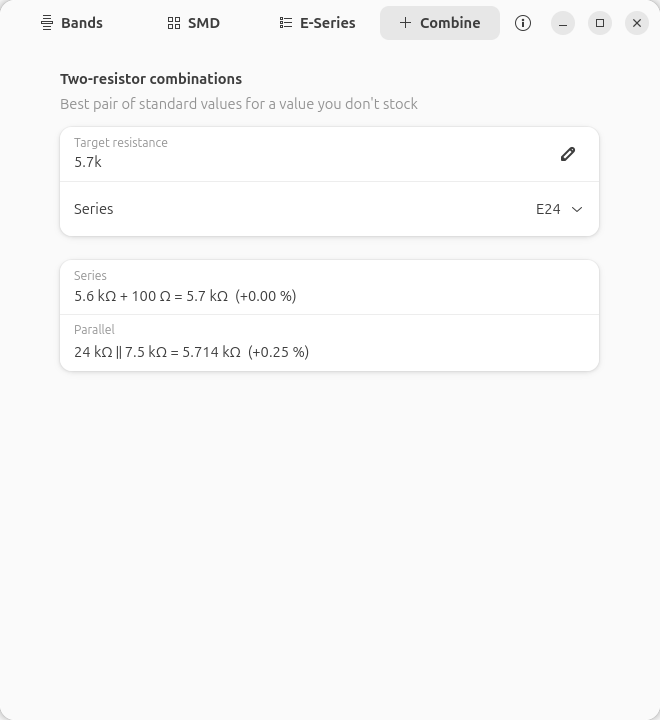 Bands SMD E-Series Combine
Two-resistor combinations
Best pair of standard values for a value you don't stock
Target resistance
5.7k
Series E24
Series
5.6 kΩ + 100 Ω = 5.7 kΩ (+0.00 %)
Parallel
24 kΩ || 7.5 kΩ = 5.714 kΩ (+0.25 %)